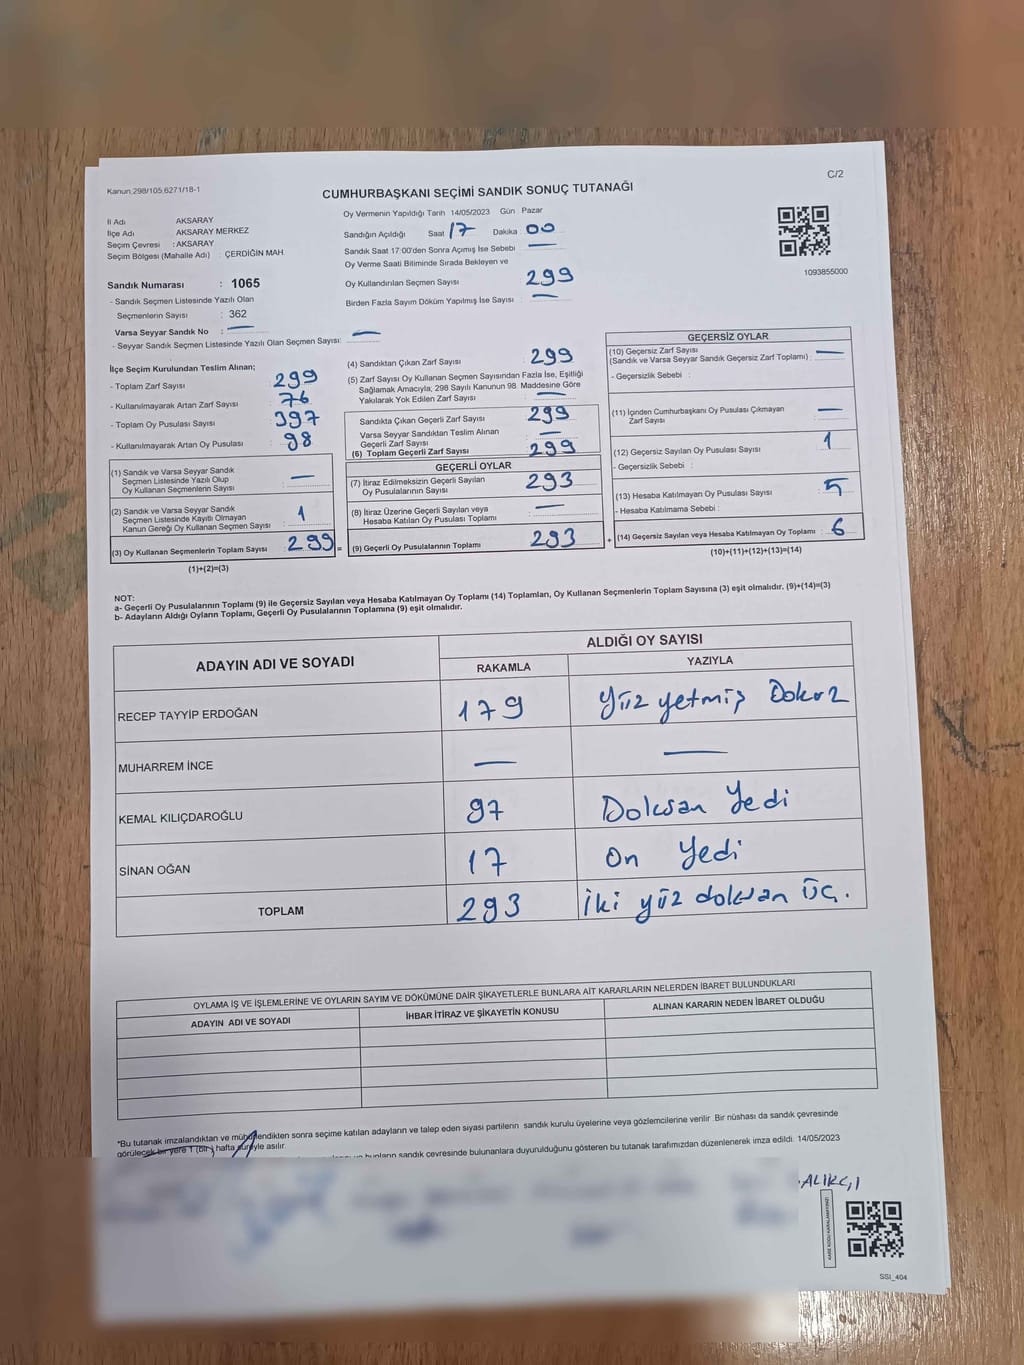 Kanun,298/105,6271/18-1
C/2
CUMHURBAŞKANI SEÇİMİ SANDIK SONUÇ TUTANAĞI
İl Adı AKSARAY
İlçe Adı AKSARAY MERKEZ
Seçim Çevresi : AKSARAY
Seçim Bölgesi (Mahalle Adı) : ÇERDİĞİN MAH
Sandık Numarası : 1065
- Sandık Seçmen Listesinde Yazılı Olan
Seçmenlerin Sayısı : 362
Varsa Seyyar Sandık No : —
- Seyyar Sandık Seçmen Listesinde Yazılı Olan Seçmen Sayısı: —
Oy Vermenin Yapıldığı Tarih 14/05/2023 Gün Pazar
Sandığın Açıldığı Saat 17 Dakika 00
Sandık Saat 17:00'den Sonra Açımış İse Sebebi —
Oy Verme Saati Bitiminde Sırada Bekleyen ve
Oy Kullandırılan Seçmen Sayısı : 299
Birden Fazla Sayım Döküm Yapılmış İse Sayısı : —
1093855000
İlçe Seçim Kurulundan Teslim Alınan;
- Toplam Zarf Sayısı : 299
- Kullanılmayarak Artan Zarf Sayısı : 76
- Toplam Oy Pusulası Sayısı : 397
- Kullanılmayarak Artan Oy Pusulası : 98
(1) Sandık ve Varsa Seyyar Sandık
Seçmen Listesinde Yazılı Olup
Oy Kullanan Seçmenlerin Sayısı : —
(2) Sandık ve Varsa Seyyar Sandık
Seçmen Listesinde Kayıtlı Olmayan
Kanun Gereği Oy Kullanan Seçmen Sayısı : 1
(3) Oy Kullanan Seçmenlerin Toplam Sayısı : 299 =
(1)+(2)=(3)
(4) Sandıktan Çıkan Zarf Sayısı : 299
(5) Zarf Sayısı Oy Kullanan Seçmen Sayısından Fazla İse, Eşitliği
Sağlamak Amacıyla; 298 Sayılı Kanunun 98. Maddesine Göre
Yakılarak Yok Edilen Zarf Sayısı : —
Sandıkta Çıkan Geçerli Zarf Sayısı : 299
Varsa Seyyar Sandıktan Teslim Alınan
Geçerli Zarf Sayısı : —
(6) Toplam Geçerli Zarf Sayısı : 299
GEÇERLİ OYLAR
(7) İtiraz Edilmeksizin Geçerli Sayılan
Oy Pusulalarının Sayısı : 293
(8) İtiraz Üzerine Geçerli Sayılan veya
Hesaba Katılan Oy Pusulası Toplamı : —
(9) Geçerli Oy Pusulalarının Toplamı : 293 +
GEÇERSİZ OYLAR
(10) Geçersiz Zarf Sayısı
(Sandık ve Varsa Seyyar Sandık Geçersiz Zarf Toplamı) : —
- Geçersizlik Sebebi :
(11) İçinden Cumhurbaşkanı Oy Pusulası Çıkmayan
Zarf Sayısı : —
(12) Geçersiz Sayılan Oy Pusulası Sayısı : 1
- Geçersizlik Sebebi :
(13) Hesaba Katılmayan Oy Pusulası Sayısı : 5
- Hesaba Katılmama Sebebi :
(14) Geçersiz Sayılan veya Hesaba Katılmayan Oy Toplamı : 6
(10)+(11)+(12)+(13)=(14)
NOT:
a- Geçerli Oy Pusulalarının Toplamı (9) ile Geçersiz Sayılan veya Hesaba Katılmayan Oy Toplamı (14) Toplamları, Oy Kullanan Seçmenlerin Toplam Sayısına (3) eşit olmalıdır. (9)+(14)=(3)
b- Adayların Aldığı Oyların Toplamı, Geçerli Oy Pusulalarının Toplamına (9) eşit olmalıdır.
ADAYIN ADI VE SOYADI
ALDIĞI OY SAYISI
RAKAMLA YAZIYLA
RECEP TAYYİP ERDOĞAN 179 Yüz yetmiş Dokuz
MUHARREM İNCE — —
KEMAL KILIÇDAROĞLU 97 Doksan Yedi
SİNAN OĞAN 17 On Yedi
TOPLAM 293 İki yüz doksan üç.
OYLAMA İŞ VE İŞLEMLERİNE VE OYLARIN SAYIM VE DÖKÜMÜNE DAİR ŞİKAYETLERLE BUNLARA AİT KARARLARIN NELERDEN İBARET BULUNDUKLARI
ADAYIN ADI VE SOYADI İHBAR İTİRAZ VE ŞİKAYETİN KONUSU ALINAN KARARIN NEDEN İBARET OLDUĞU
*Bu tutanak imzalandıktan ve mühürlendikten sonra seçime katılan adayların ve talep eden siyasi partilerin sandık kurulu üyelerine veya gözlemcilerine verilir. Bir nüshası da sandık çevresinde
görülecek bir yere 1 (bir) hafta süreyle asılır.
bunların sandık çevresinde bulunanlara duyurulduğunu gösteren bu tutanak tarafımızdan düzenlenerek imza edildi. 14/05/2023
SSI_404